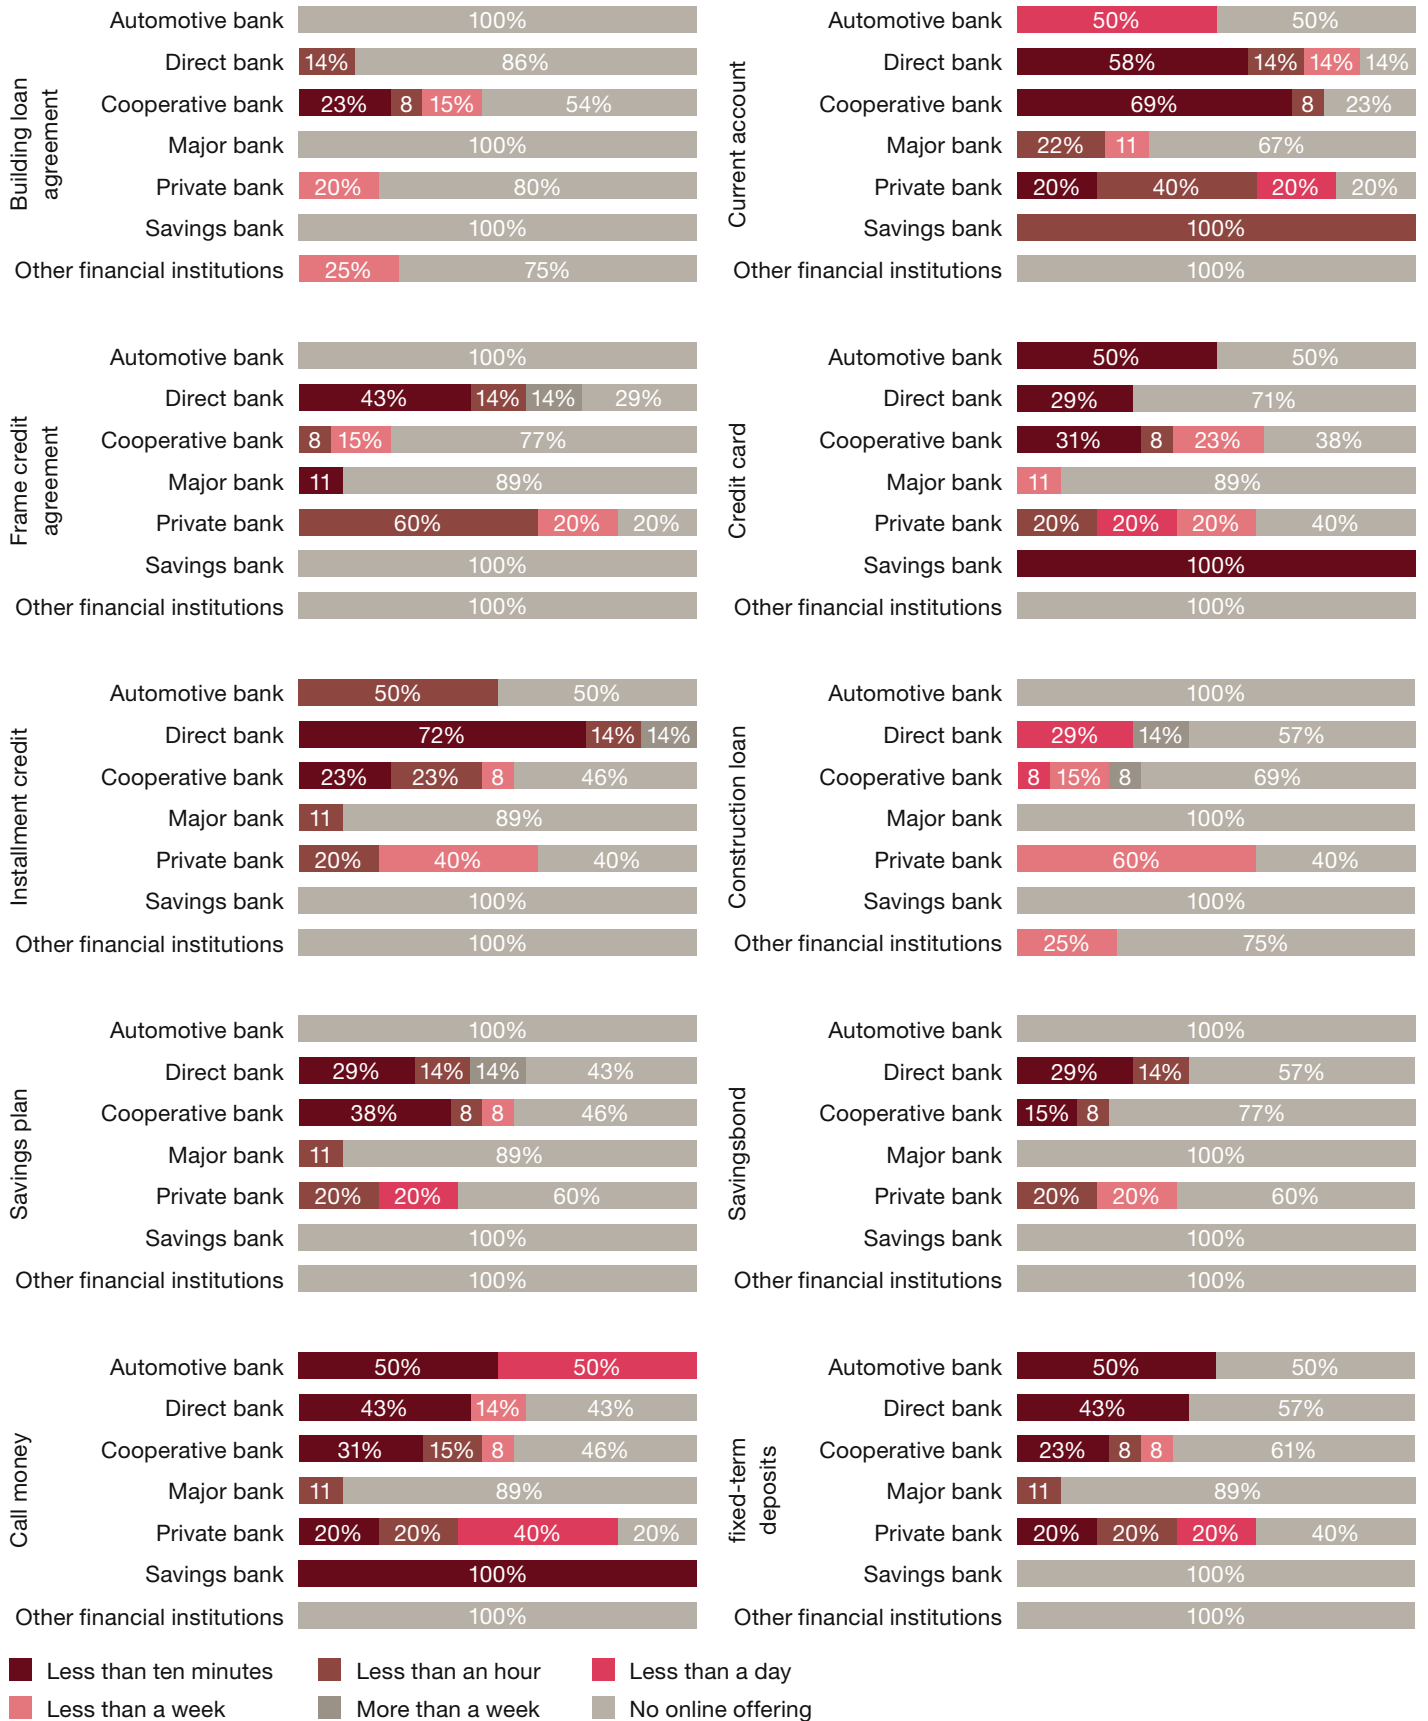 Building loan
agreement
Automotive bank 100%
Direct bank 14% 86%
Cooperative bank 23% 8 15% 54%
Major bank 100%
Private bank 20% 80%
Savings bank 100%
Other financial institutions 25% 75%
Current account
Automotive bank 50% 50%
Direct bank 58% 14% 14% 14%
Cooperative bank 69% 8 23%
Major bank 22% 11 67%
Private bank 20% 40% 20% 20%
Savings bank 100%
Other financial institutions 100%
Frame credit
agreement
Automotive bank 100%
Direct bank 43% 14% 14% 29%
Cooperative bank 8 15% 77%
Major bank 11 89%
Private bank 60% 20% 20%
Savings bank 100%
Other financial institutions 100%
Credit card
Automotive bank 50% 50%
Direct bank 29% 71%
Cooperative bank 31% 8 23% 38%
Major bank 11 89%
Private bank 20% 20% 20% 40%
Savings bank 100%
Other financial institutions 100%
Installment credit
Automotive bank 50% 50%
Direct bank 72% 14% 14%
Cooperative bank 23% 23% 8 46%
Major bank 11 89%
Private bank 20% 40% 40%
Savings bank 100%
Other financial institutions 100%
Construction loan
Automotive bank 100%
Direct bank 29% 14% 57%
Cooperative bank 8 15% 8 69%
Major bank 100%
Private bank 60% 40%
Savings bank 100%
Other financial institutions 25% 75%
Savings plan
Automotive bank 100%
Direct bank 29% 14% 14% 43%
Cooperative bank 38% 8 8 46%
Major bank 11 89%
Private bank 20% 20% 60%
Savings bank 100%
Other financial institutions 100%
Savingsbond
Automotive bank 100%
Direct bank 29% 14% 57%
Cooperative bank 15% 8 77%
Major bank 100%
Private bank 20% 20% 60%
Savings bank 100%
Other financial institutions 100%
Call money
Automotive bank 50% 50%
Direct bank 43% 14% 43%
Cooperative bank 31% 15% 8 46%
Major bank 11 89%
Private bank 20% 20% 40% 20%
Savings bank 100%
Other financial institutions 100%
fixed-term
deposits
Automotive bank 50% 50%
Direct bank 43% 57%
Cooperative bank 23% 8 8 61%
Major bank 11 89%
Private bank 20% 20% 20% 40%
Savings bank 100%
Other financial institutions 100%
Less than ten minutes Less than an hour Less than a day
Less than a week More than a week No online offering